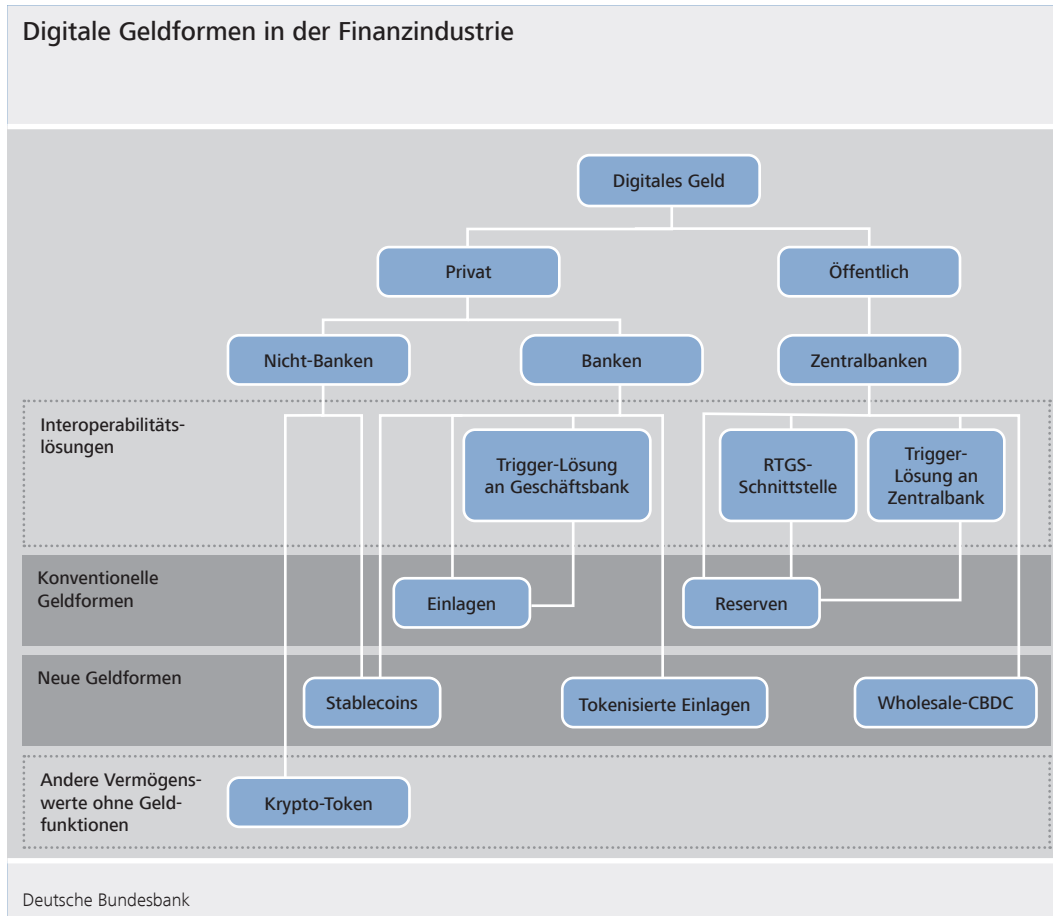 Digitale Geldformen in der Finanzindustrie
Digitales Geld
Privat
Öffentlich
Nicht-Banken
Banken
Zentralbanken
Interoperabilitäts-
lösungen
Trigger-Lösung
an Geschäftsbank
RTGS-
Schnittstelle
Trigger-
Lösung an
Zentralbank
Konventionelle
Geldformen
Einlagen
Reserven
Neue Geldformen
Stablecoins
Tokenisierte Einlagen
Wholesale-CBDC
Andere Vermögens-
werte ohne Geld-
funktionen
Krypto-Token
Deutsche Bundesbank